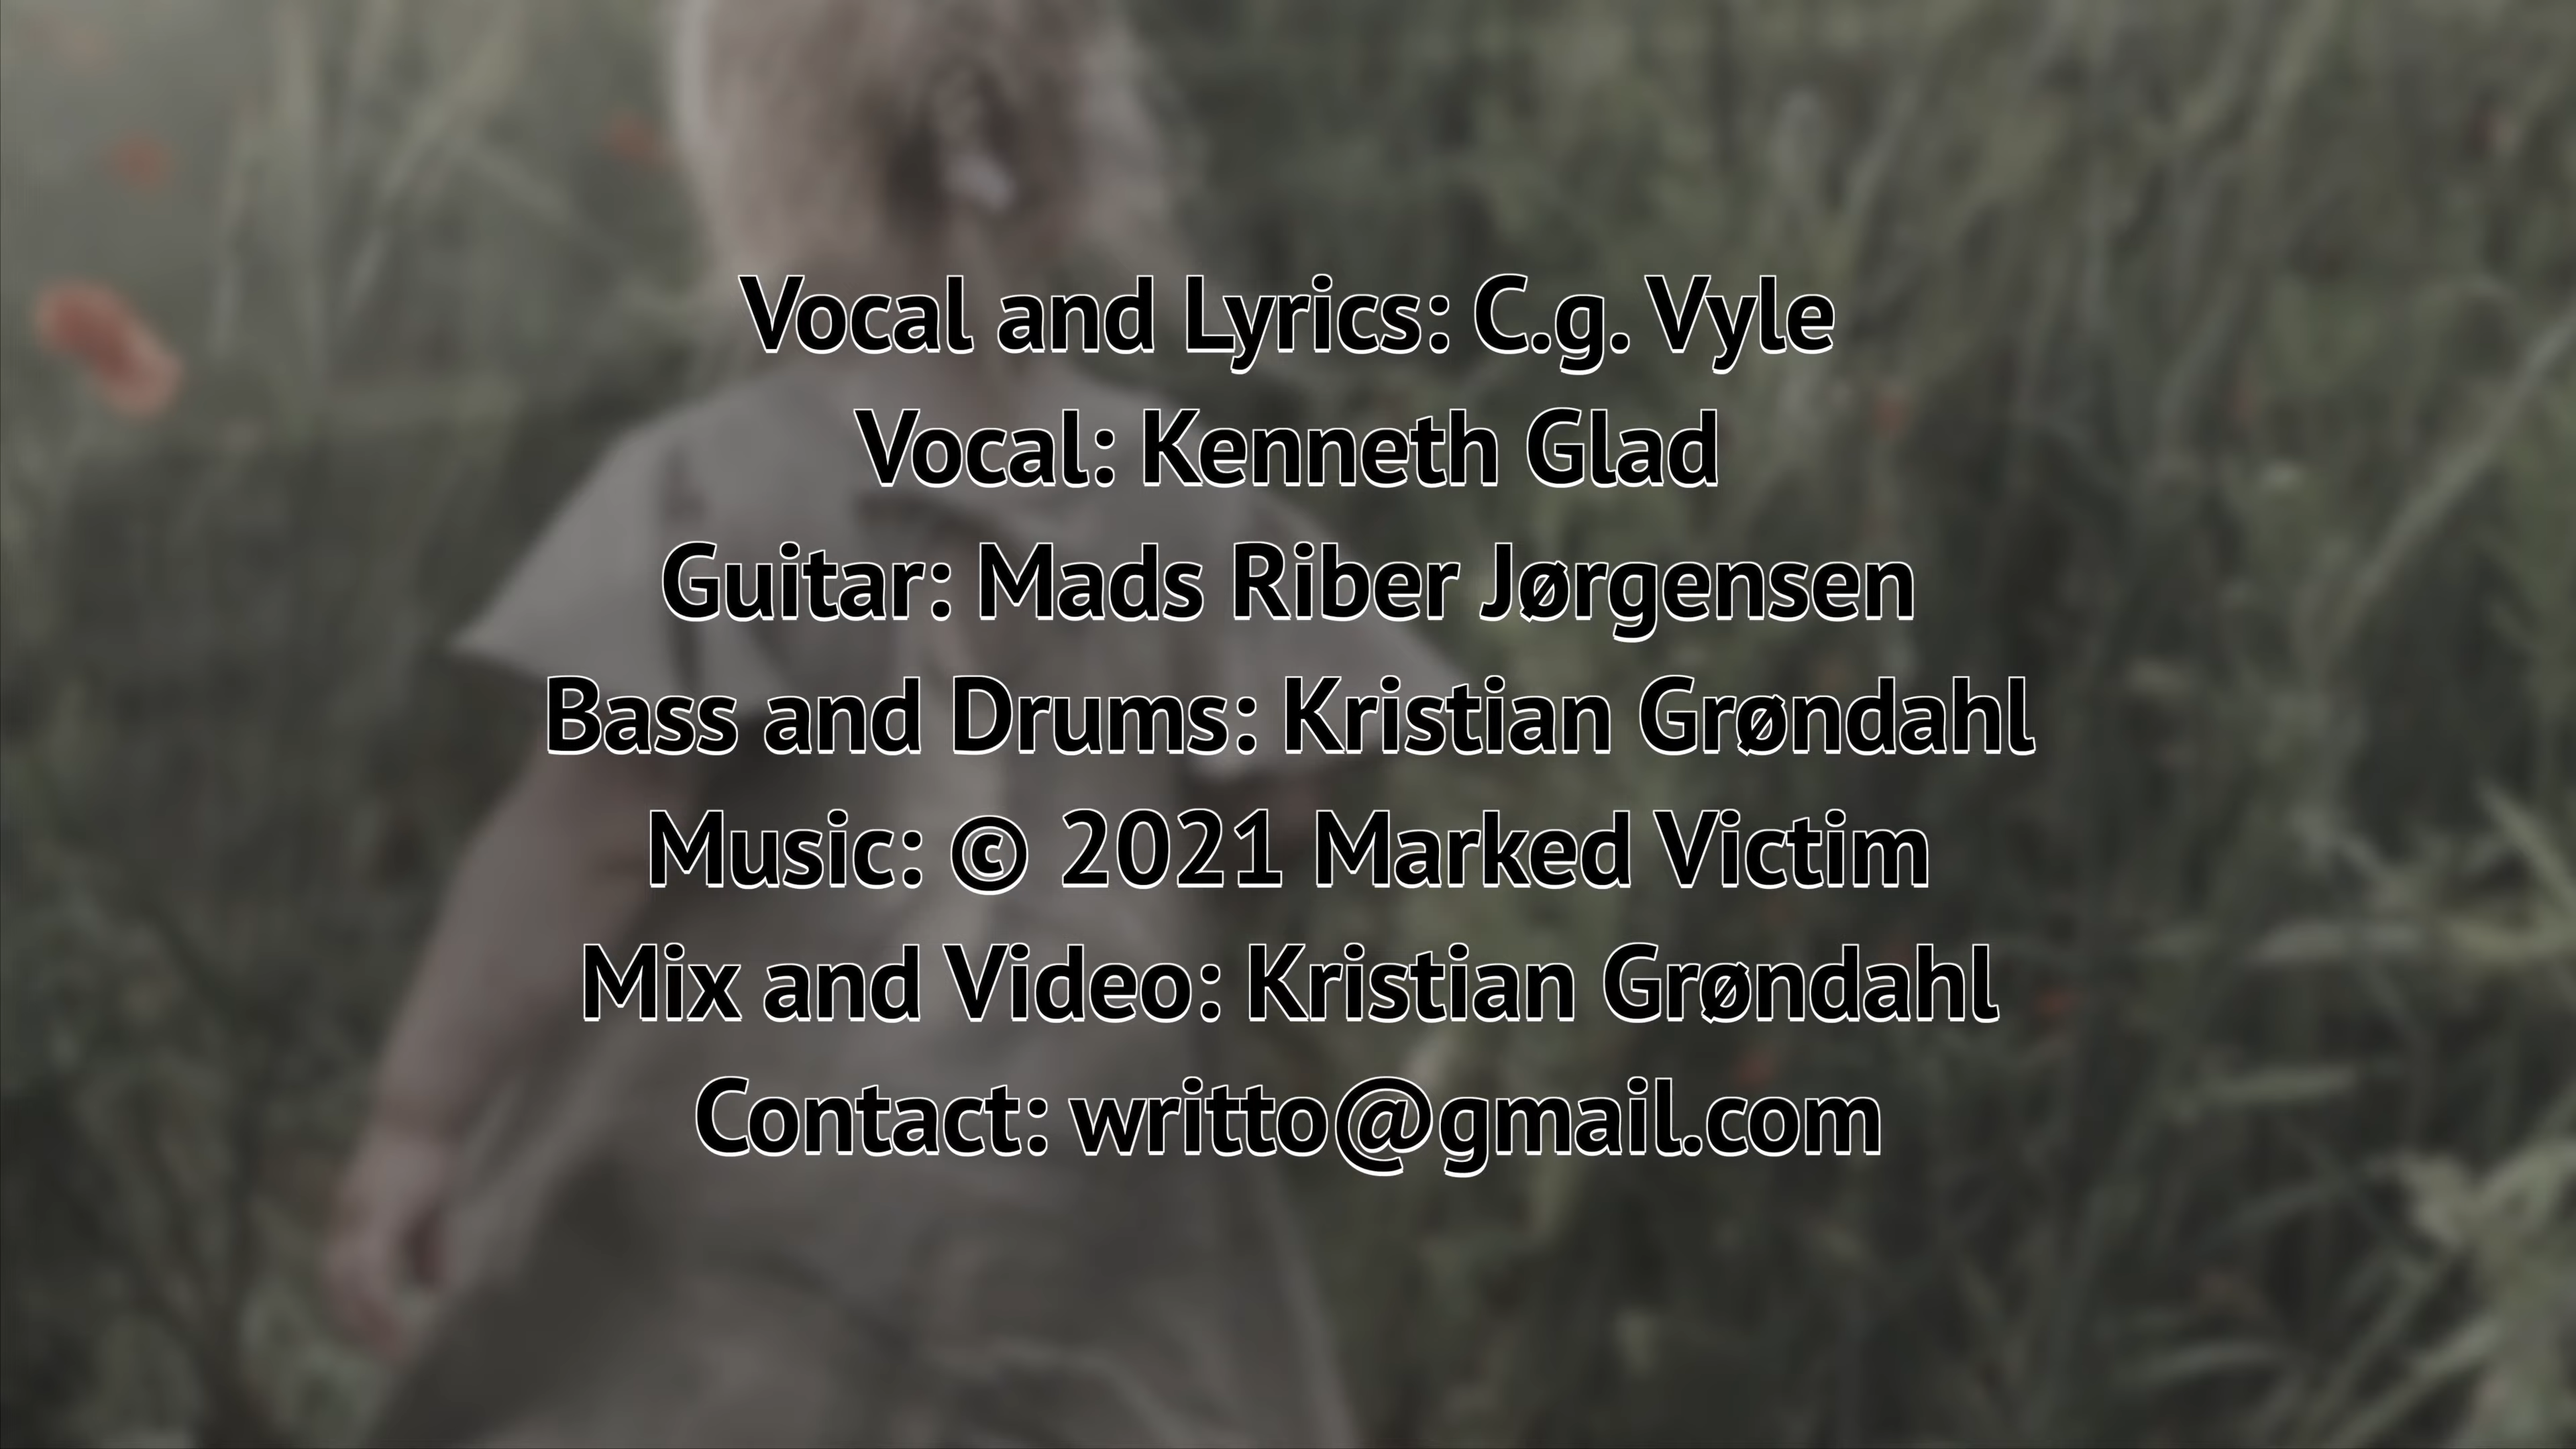 Vocal and Lyrics: C.g. Vyle
Vocal: Kenneth Glad
Guitar: Mads Riber Jørgensen
Bass and Drums: Kristian Grøndahl
Music: © 2021 Marked Victim
Mix and Video: Kristian Grøndahl
Contact: writto@gmail.com